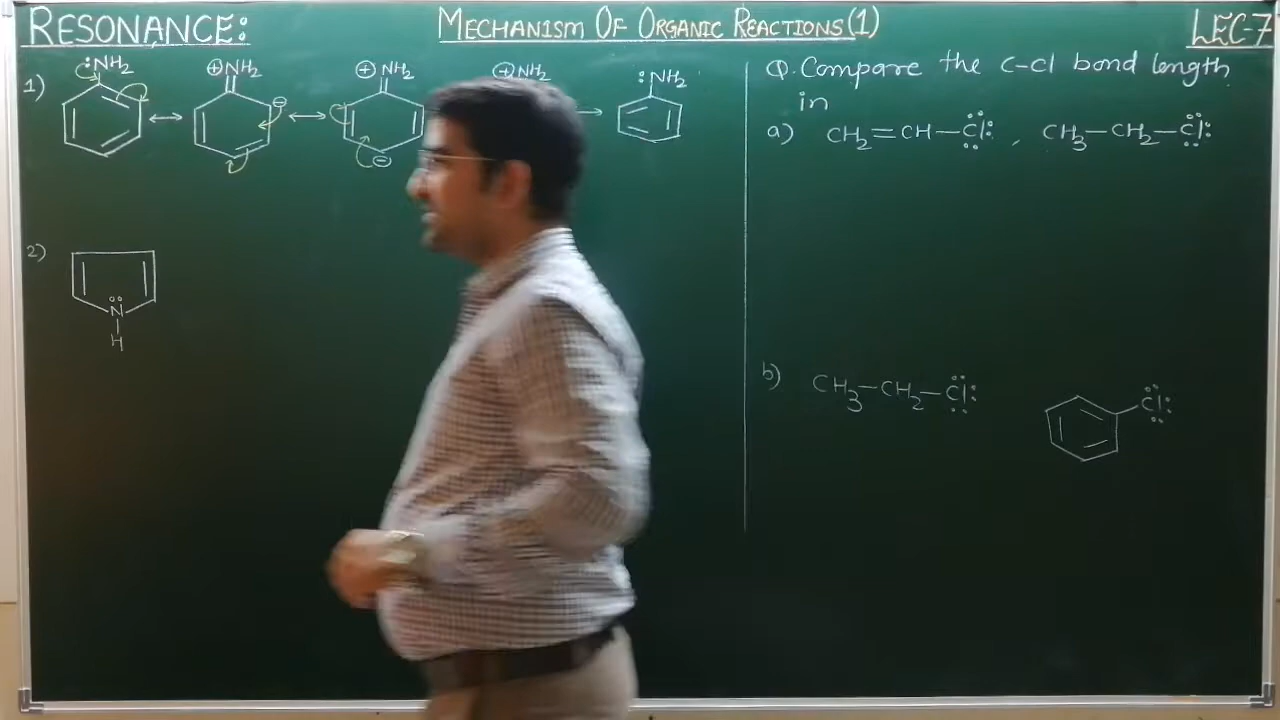 RESONANCE:
MECHANISM OF ORGANIC REACTIONS(1)
LEC-7
1)
:NH₂
⊕NH₂
⊕NH₂
⊕NH₂
:NH₂
⊖
⊖
2)
N
H
Q. Compare the C-Cl bond length
in
a) CH₂=CH-Cl: , CH₃-CH₂-Cl:
b) CH₃-CH₂-Cl: Cl: